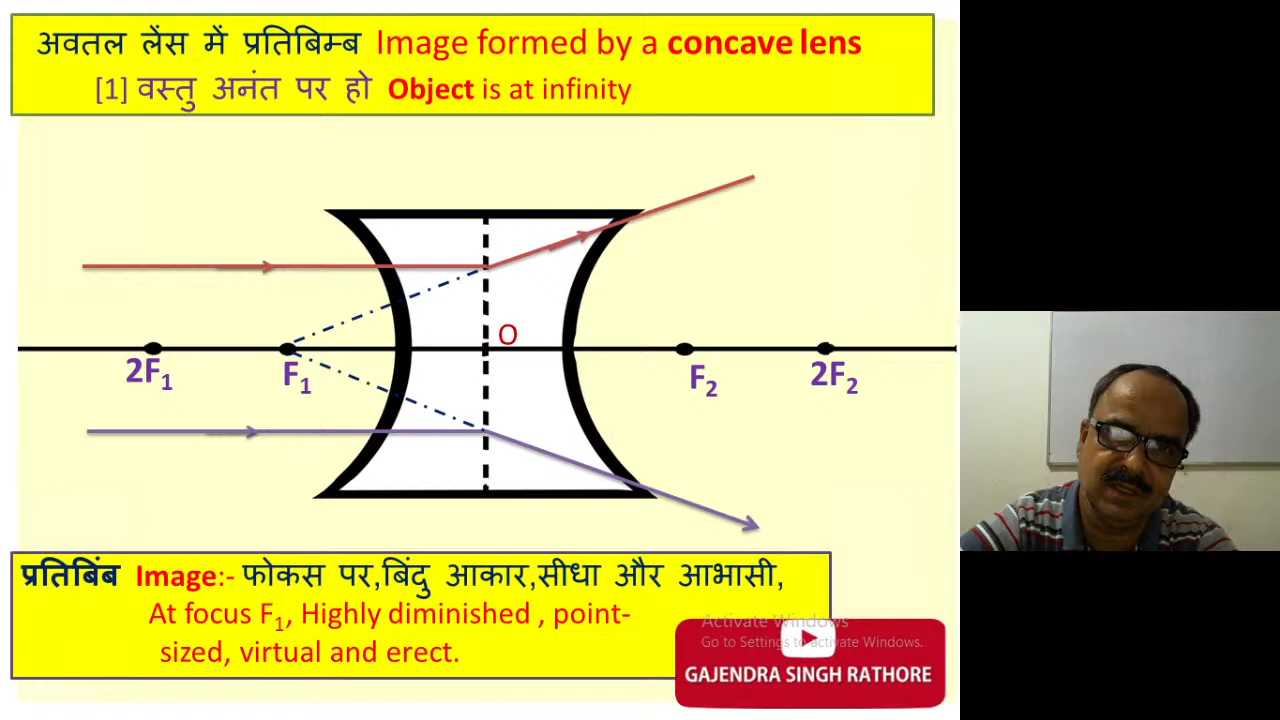 अवतल लेंस में प्रतिबिम्ब Image formed by a concave lens
[1] वस्तु अनंत पर हो Object is at infinity
O
2F₁
F₁
F₂
2F₂
प्रतिबिंब Image:- फोकस पर,बिंदु आकार,सीधा और आभासी,
At focus F₁, Highly diminished , point-
sized, virtual and erect.
Activate Windows
Go to Settings to activate Windows.
GAJENDRA SINGH RATHORE